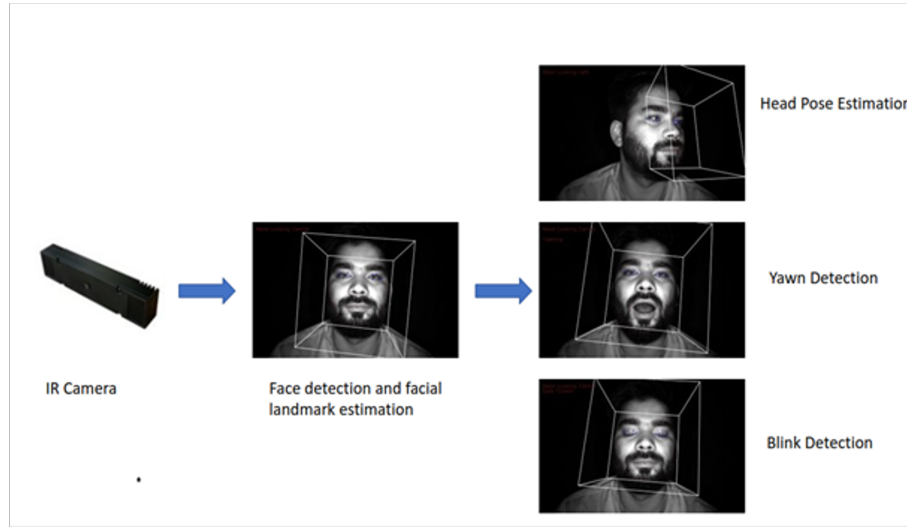 Head Pose Estimation
Yawn Detection
IR Camera
Face detection and facial
landmark estimation
Blink Detection